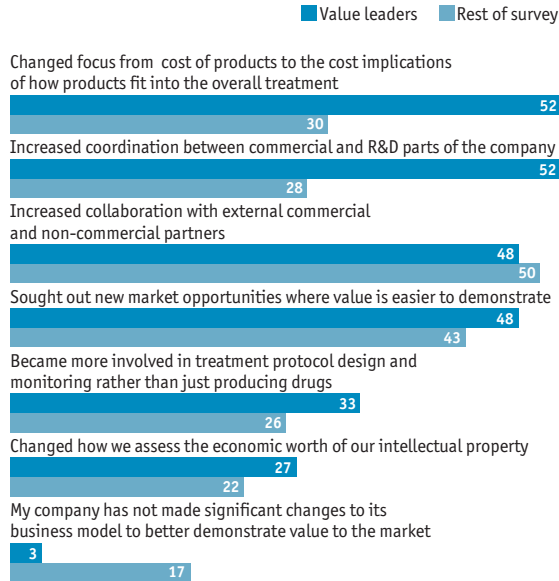 Value leaders Rest of survey
Changed focus from cost of products to the cost implications
of how products fit into the overall treatment
52
30
Increased coordination between commercial and R&D parts of the company
52
28
Increased collaboration with external commercial
and non-commercial partners
48
50
Sought out new market opportunities where value is easier to demonstrate
48
43
Became more involved in treatment protocol design and
monitoring rather than just producing drugs
33
26
Changed how we assess the economic worth of our intellectual property
27
22
My company has not made significant changes to its
business model to better demonstrate value to the market
3
17